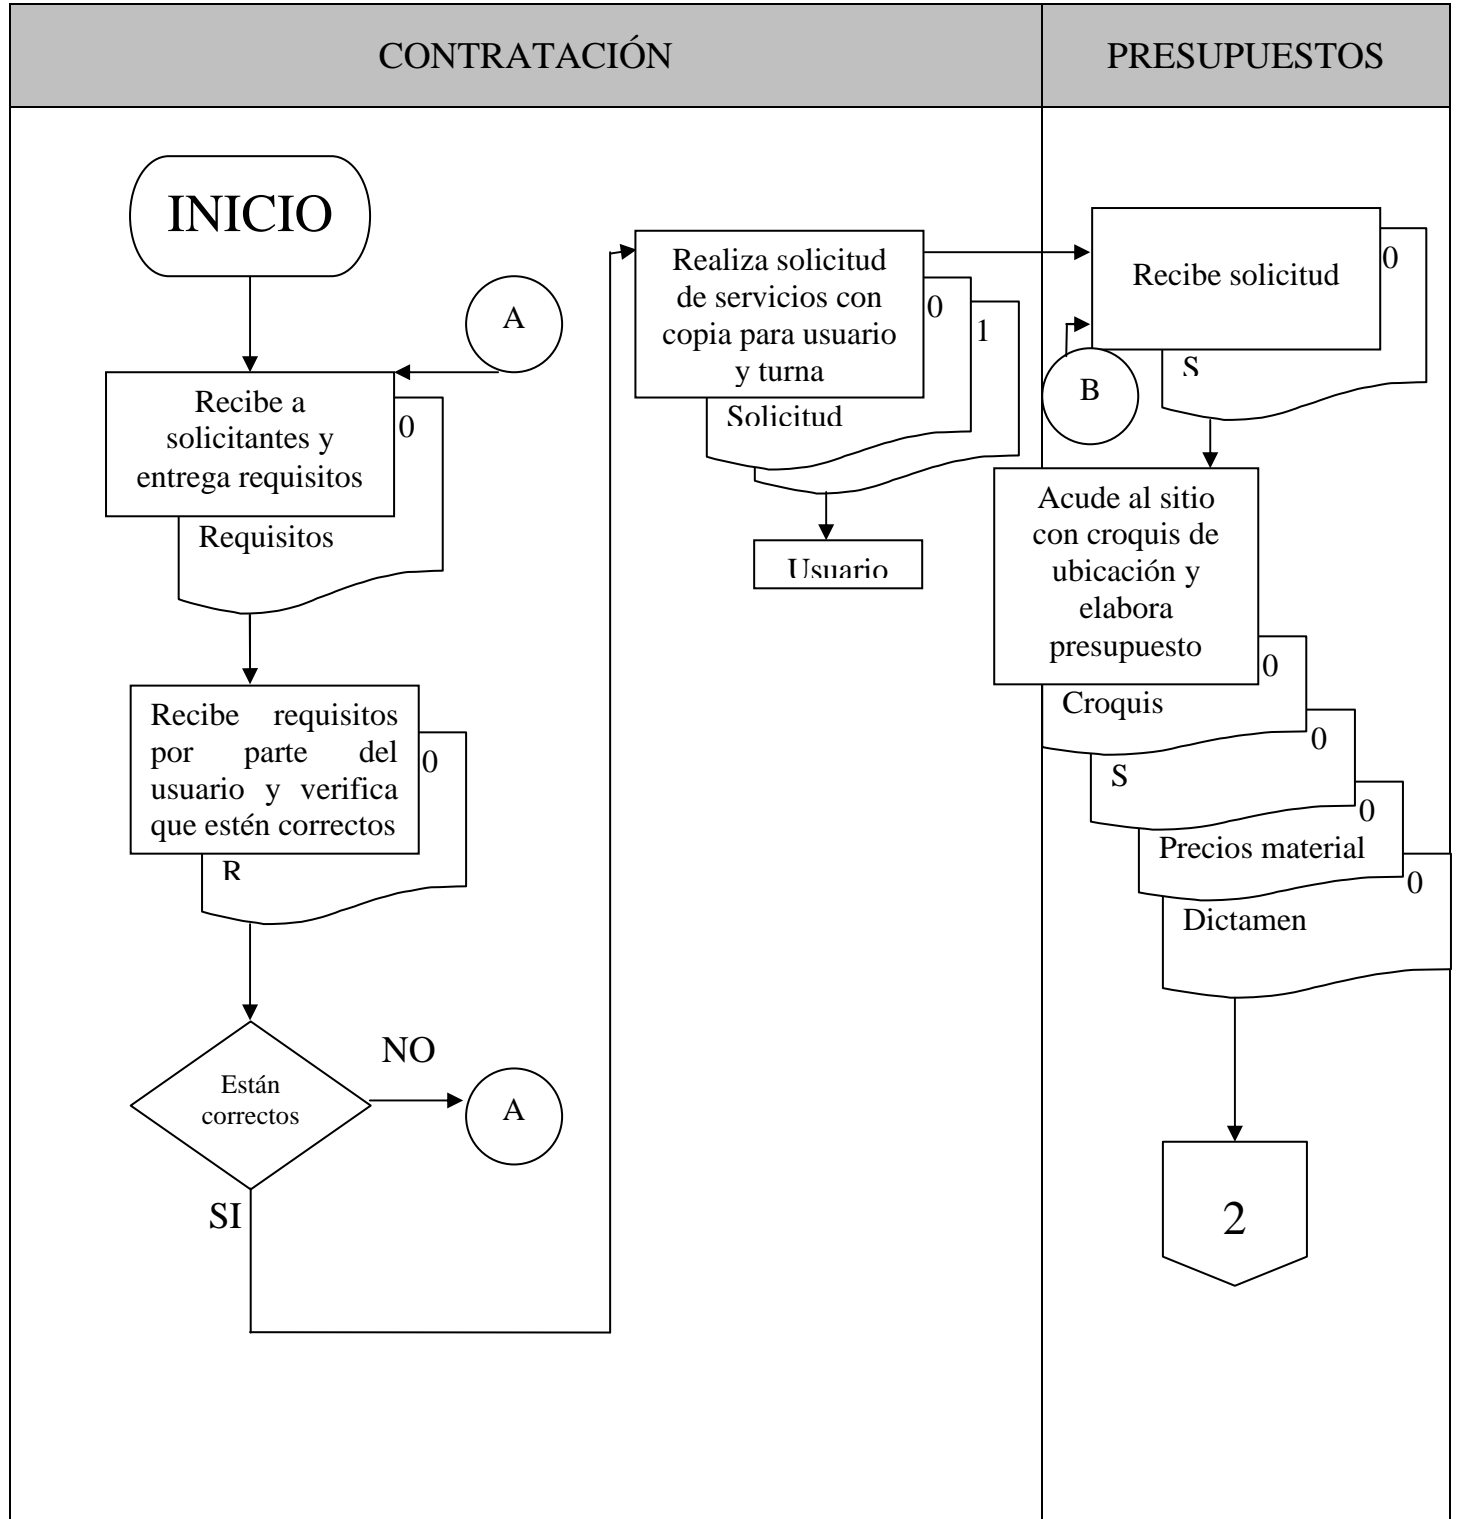 CONTRATACIÓN
PRESUPUESTOS
INICIO
A
Recibe a
solicitantes y
entrega requisitos
0
Requisitos
Recibe requisitos
por parte del
usuario y verifica
que estén correctos
0
R
Están
correctos
NO
A
SI
Realiza solicitud
de servicios con
copia para usuario
y turna
0
1
Solicitud
Usuario
Recibe solicitud
0
S
B
Acude al sitio
con croquis de
ubicación y
elabora
presupuesto
0
Croquis
0
S
0
Precios material
0
Dictamen
2